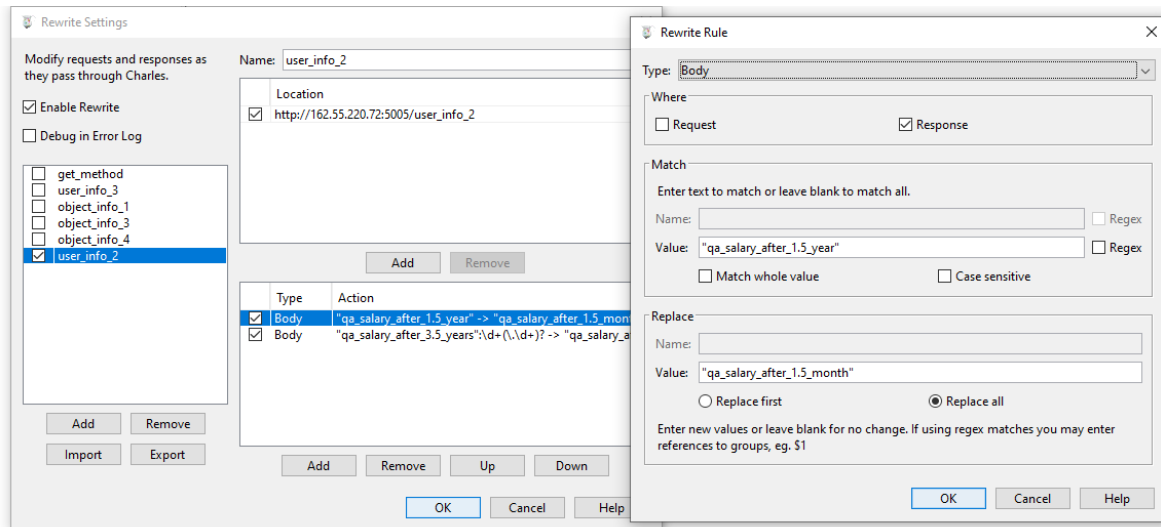 Rewrite Settings
Modify requests and responses as
they pass through Charles.
Enable Rewrite
Debug in Error Log
get_method
user_info_3
object_info_1
object_info_3
object_info_4
user_info_2
Add Remove
Import Export
Name: user_info_2
Location
http://162.55.220.72:5005/user_info_2
Add Remove
Type Action
Body "qa_salary_after_1.5_year" -> "qa_salary_after_1.5_mon
Body "qa_salary_after_3.5_years":\d+(\.\d+)? -> "qa_salary_a
Add Remove Up Down
OK Cancel Help
Rewrite Rule
Type: Body
Where
Request Response
Match
Enter text to match or leave blank to match all.
Name: Regex
Value: "qa_salary_after_1.5_year" Regex
Match whole value Case sensitive
Replace
Name:
Value: "qa_salary_after_1.5_month"
Replace first Replace all
Enter new values or leave blank for no change. If using regex matches you may enter
references to groups, eg. $1
OK Cancel Help